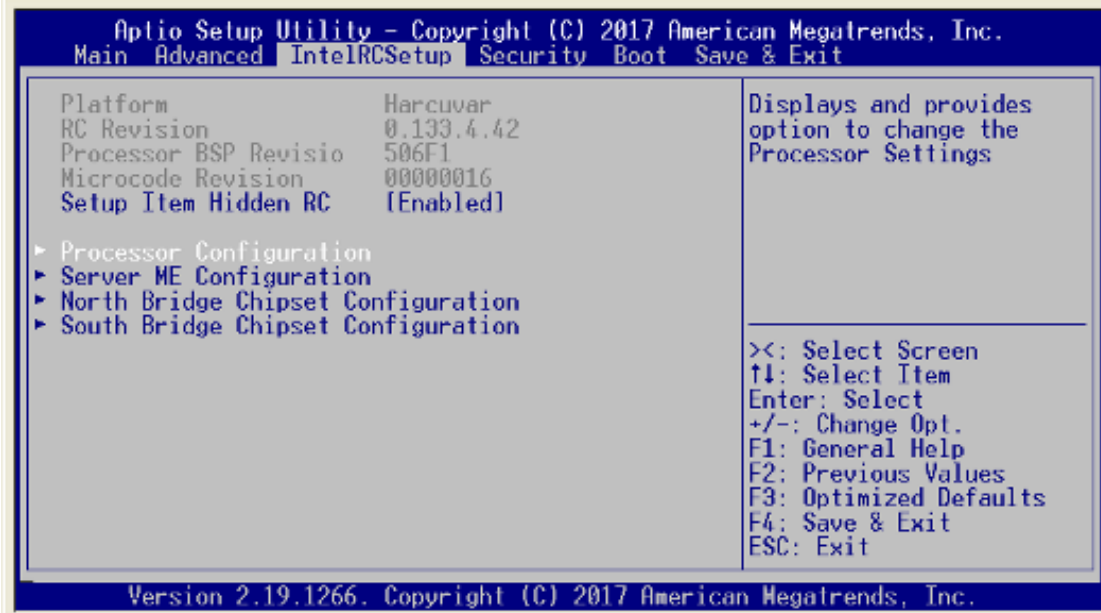 Aptio Setup Utility - Copyright (C) 2017 American Megatrends, Inc.
Main Advanced IntelRCSetup Security Boot Save & Exit
Platform Harcuvar
RC Revision 0.133.4.42
Processor BSP Revisio 506F1
Microcode Revision 00000016
Setup Item Hidden RC [Enabled]
► Processor Configuration
► Server ME Configuration
► North Bridge Chipset Configuration
► South Bridge Chipset Configuration
Displays and provides
option to change the
Processor Settings
><: Select Screen
↑↓: Select Item
Enter: Select
+/-: Change Opt.
F1: General Help
F2: Previous Values
F3: Optimized Defaults
F4: Save & Exit
ESC: Exit
Version 2.19.1266. Copyright (C) 2017 American Megatrends, Inc.